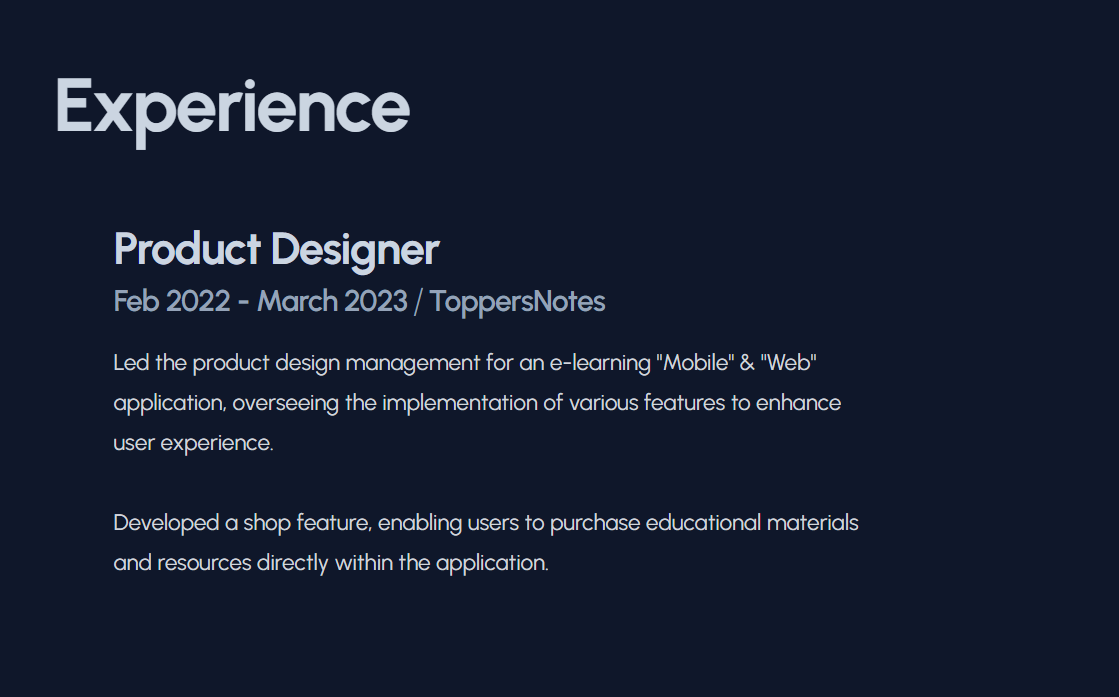 Experience
Product Designer
Feb 2022 - March 2023 / ToppersNotes
Led the product design management for an e-learning "Mobile" & "Web"
application, overseeing the implementation of various features to enhance
user experience.
Developed a shop feature, enabling users to purchase educational materials
and resources directly within the application.